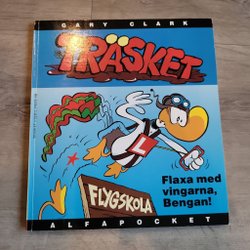 GARY CLARK
TRÄSKET
L
Flaxa med
vingarna,
Bengan!
FLYGSKOLA
ALFAPOCKET